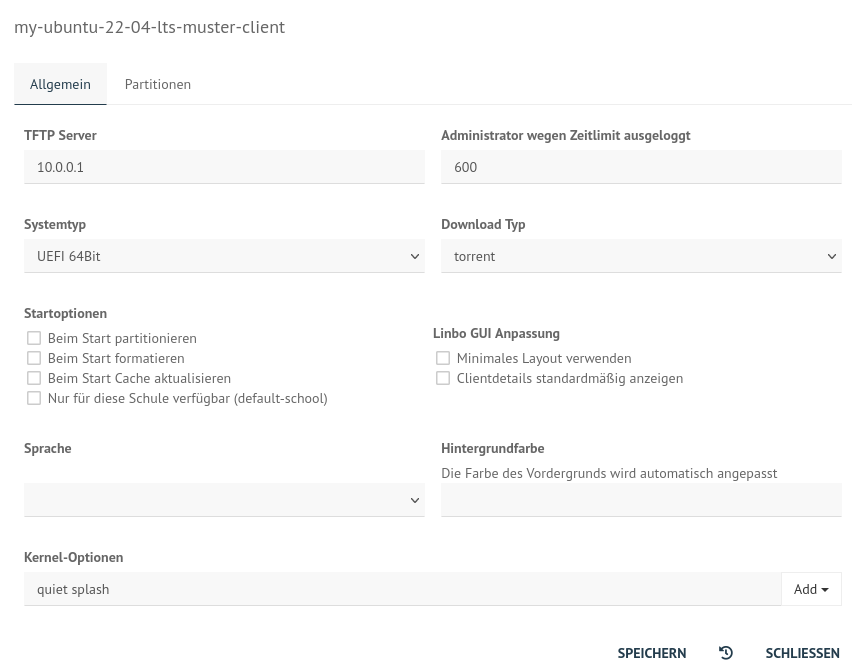 my-ubuntu-22-04-lts-muster-client
Allgemein
Partitionen
TFTP Server
Administrator wegen Zeitlimit ausgeloggt
10.0.0.1
600
Systemtyp
Download Typ
UEFI 64Bit
torrent
Startoptionen
Beim Start partitionieren
Beim Start formatieren
Beim Start Cache aktualisieren
Nur für diese Schule verfügbar (default-school)
Linbo GUI Anpassung
Minimales Layout verwenden
Clientdetails standardmäßig anzeigen
Sprache
Hintergrundfarbe
Die Farbe des Vordergrunds wird automatisch angepasst
Kernel-Optionen
quiet splash
Add
SPEICHERN
SCHLIESSEN